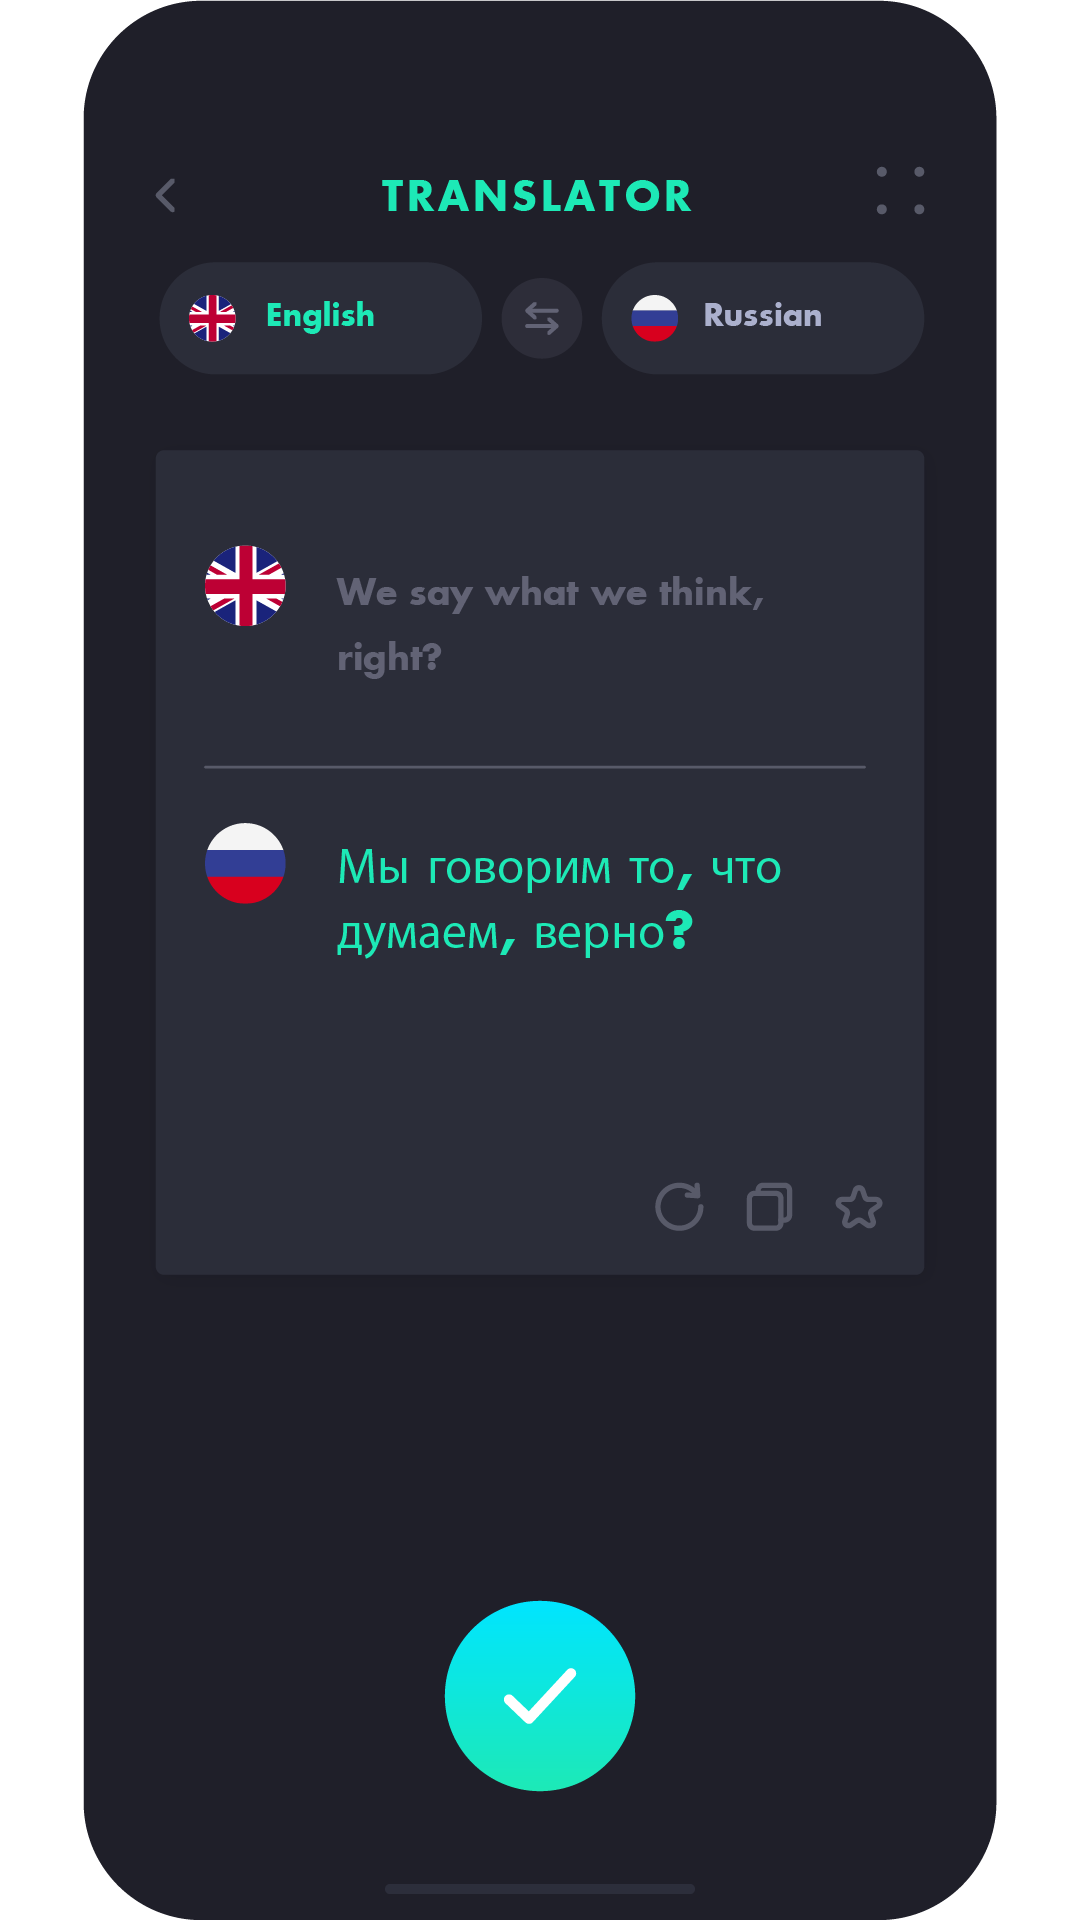 TRANSLATOR
English
Russian
We say what we think,
right?
Мы говорим то, что
думаем, верно?